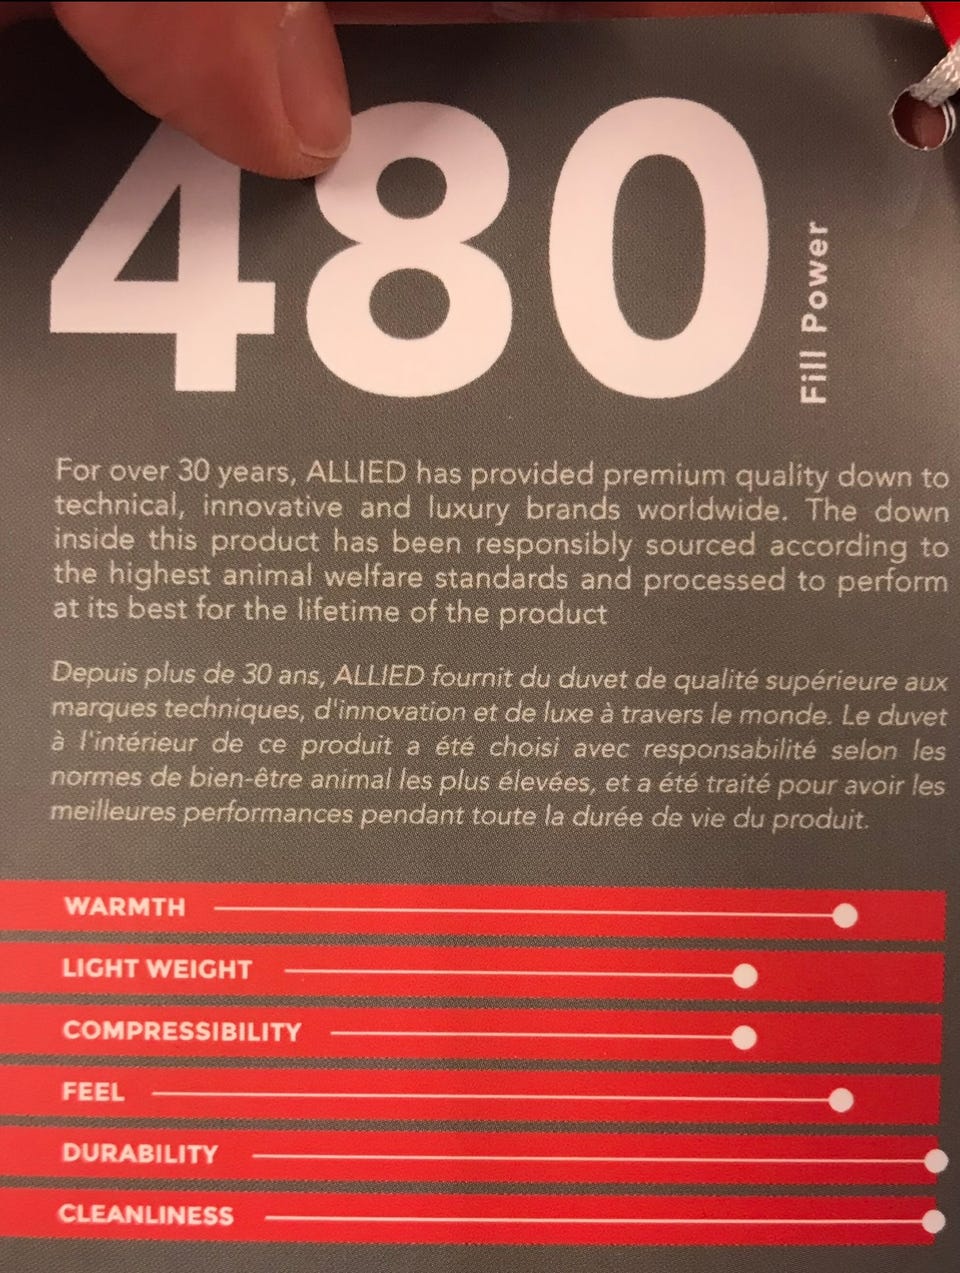 480
Fill Power
For over 30 years, ALLIED has provided premium quality down to
technical, innovative and luxury brands worldwide. The down
inside this product has been responsibly sourced according to
the highest animal welfare standards and processed to perform
at its best for the lifetime of the product
Depuis plus de 30 ans, ALLIED fournit du duvet de qualité supérieure aux
marques techniques, d'innovation et de luxe à travers le monde. Le duvet
à l'intérieur de ce produit a été choisi avec responsabilité selon les
normes de bien-être animal les plus élevées, et a été traité pour avoir les
meilleures performances pendant toute la durée de vie du produit.
WARMTH
LIGHT WEIGHT
COMPRESSIBILITY
FEEL
DURABILITY
CLEANLINESS